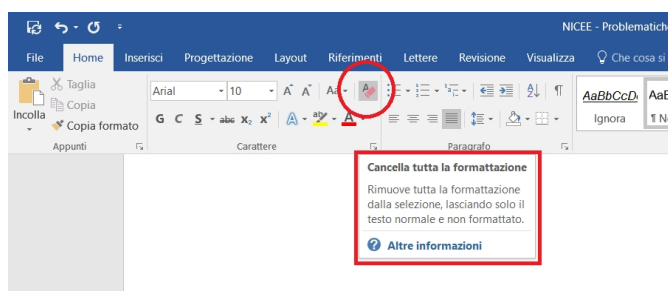 NICEE - Problematich
File Home Inserisci Progettazione Layout Riferimenti Lettere Revisione Visualizza Che cosa si
Taglia
Copia
Incolla
Copia formato
Arial 10 A A Aa
G C S abc X₂ X² A aby A
AaBbCcDı AaB
Ignora ¶ N
Appunti Carattere Paragrafo
Cancella tutta la formattazione
Rimuove tutta la formattazione
dalla selezione, lasciando solo il
testo normale e non formattato.
Altre informazioni